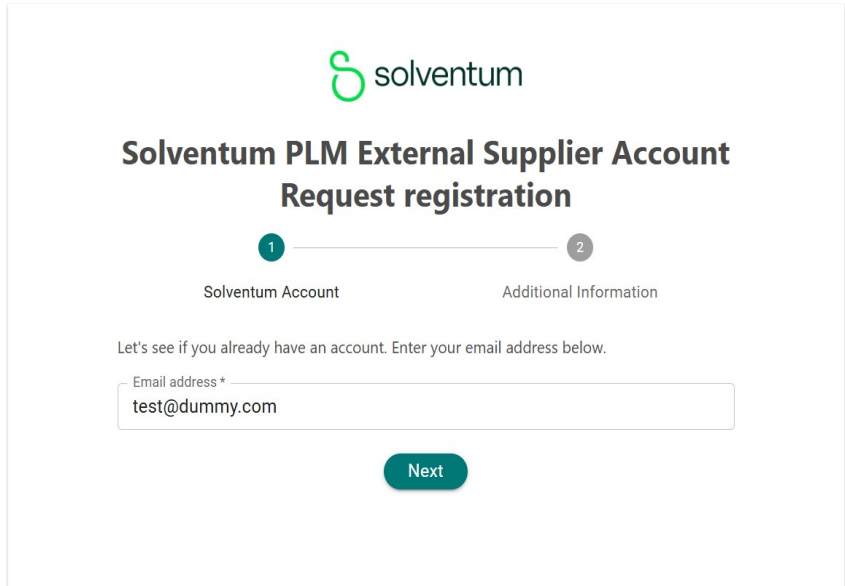 solventum
Solventum PLM External Supplier Account
Request registration
1
2
Solventum Account
Additional Information
Let's see if you already have an account. Enter your email address below.
Email address *
test@dummy.com
Next